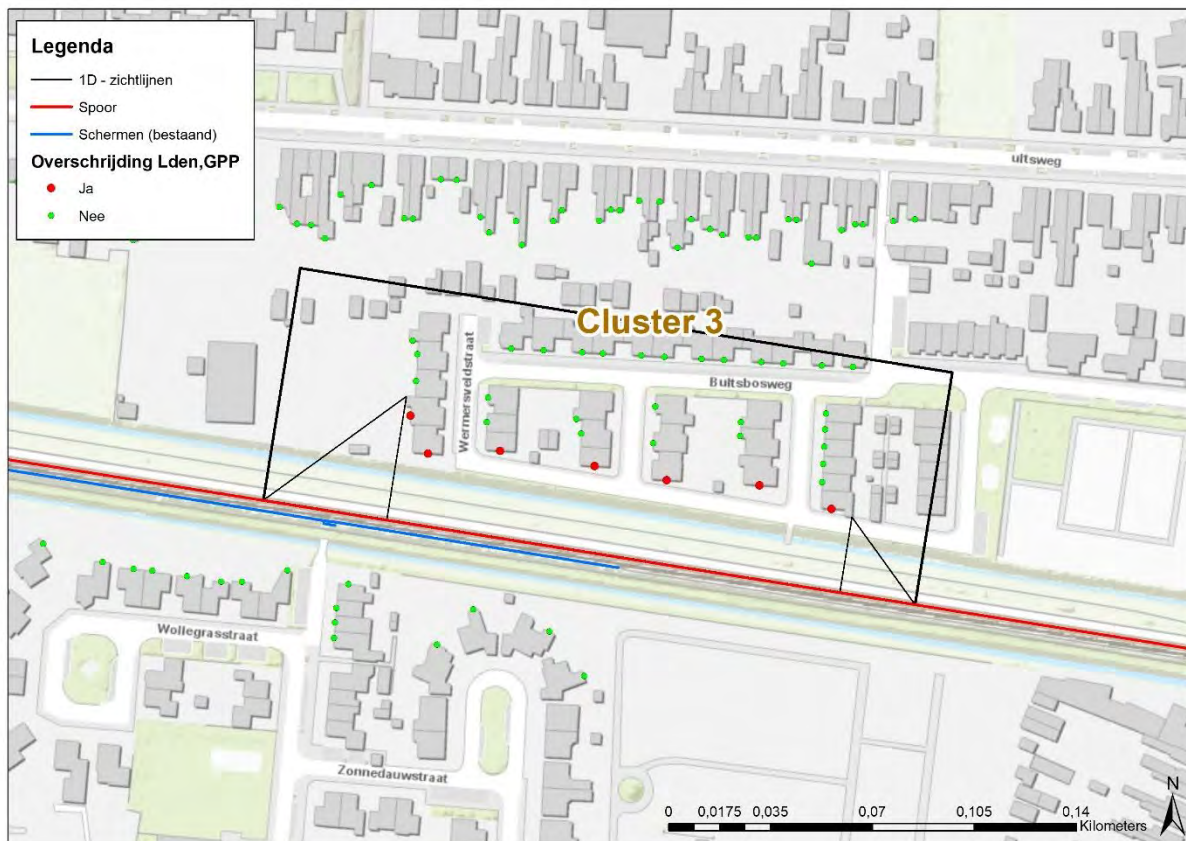 Legenda
1D - zichtlijnen
Spoor
Schermen (bestaand)
Overschrijding Lden,GPP
Ja
Nee
ultsweg
Cluster 3
Wermersveldstraat
Bultsbosweg
Wollegrasstraat
Zonnedauwstraat
N
0 0,0175 0,035 0,07 0,105 0,14
Kilometers